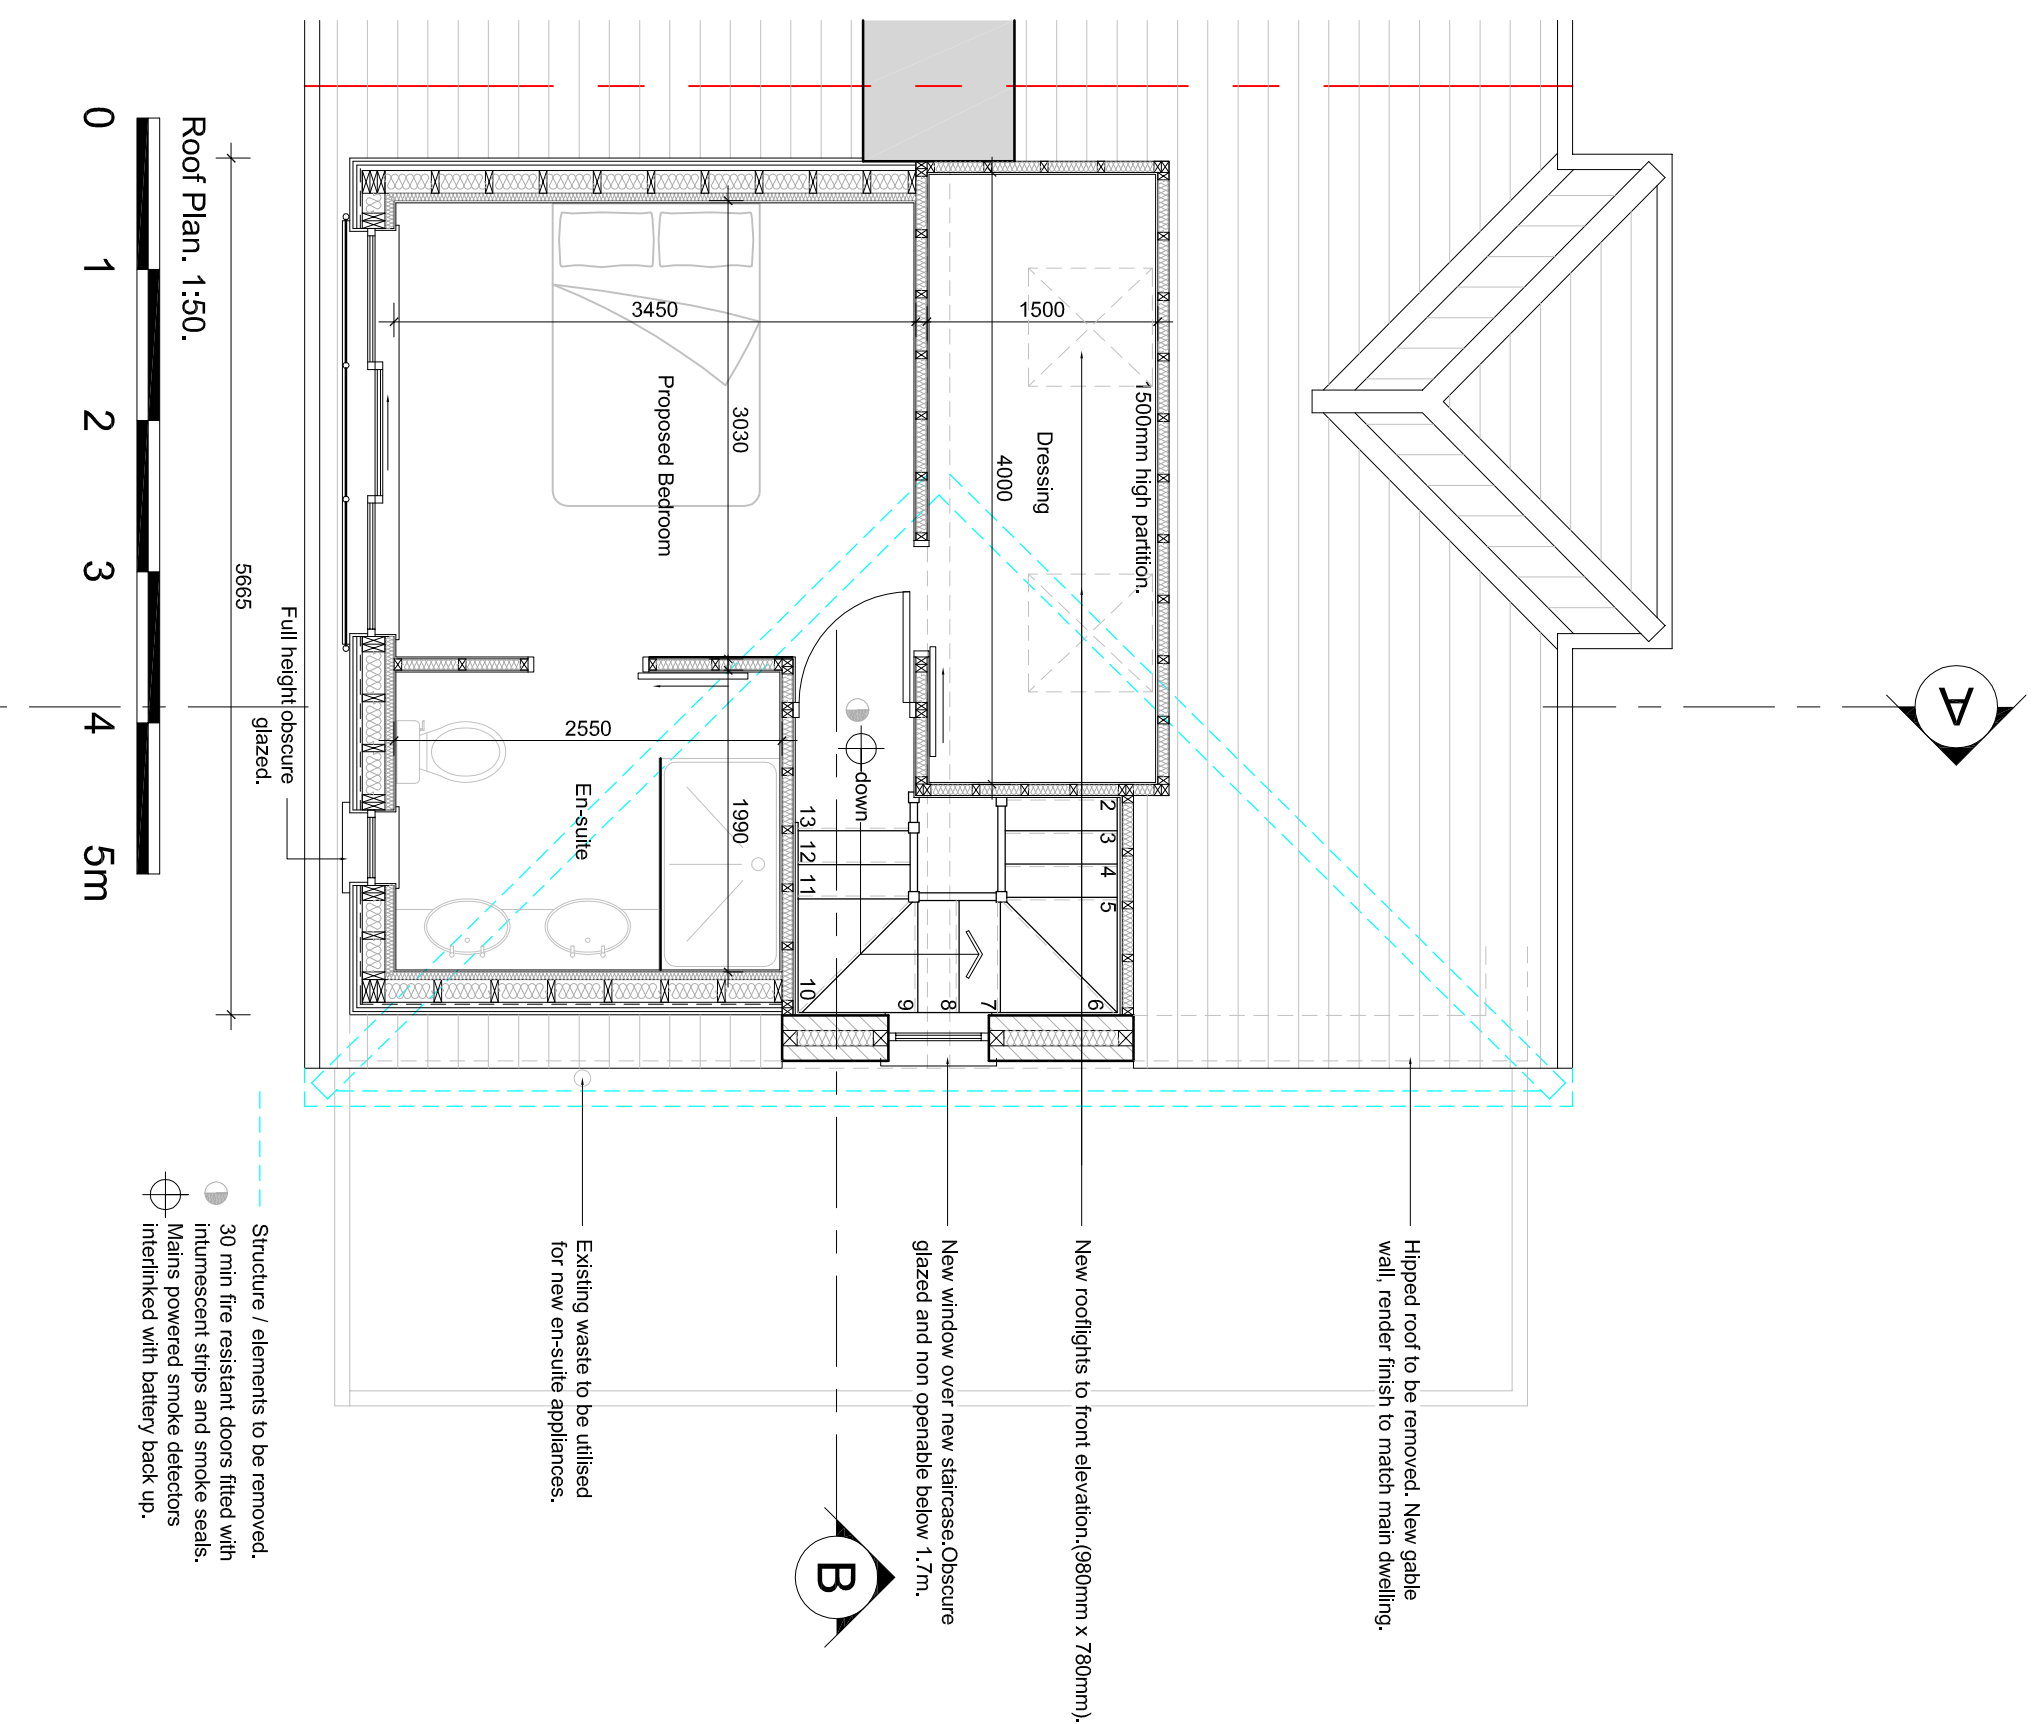 A
Hipped roof to be removed. New gable
wall, render finish to match main dwelling.
1500mm high partition.
New rooflights to front elevation.(980mm x 780mm).
Dressing
1500
4000
New window over new staircase.Obscure
glazed and non openable below 1.7m.
2
3
4
5
6
7
8
9
10
11
12
13
down
B
3450
3030
Proposed Bedroom
2550
1990
En-suite
Existing waste to be utilised
for new en-suite appliances.
Full height obscure
glazed.
5665
Structure / elements to be removed.
30 min fire resistant doors fitted with
intumescent strips and smoke seals.
Mains powered smoke detectors
interlinked with battery back up.
Roof Plan. 1:50.
0 1 2 3 4 5m